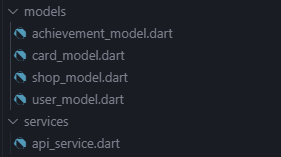 models
achievement_model.dart
card_model.dart
shop_model.dart
user_model.dart
services
api_service.dart